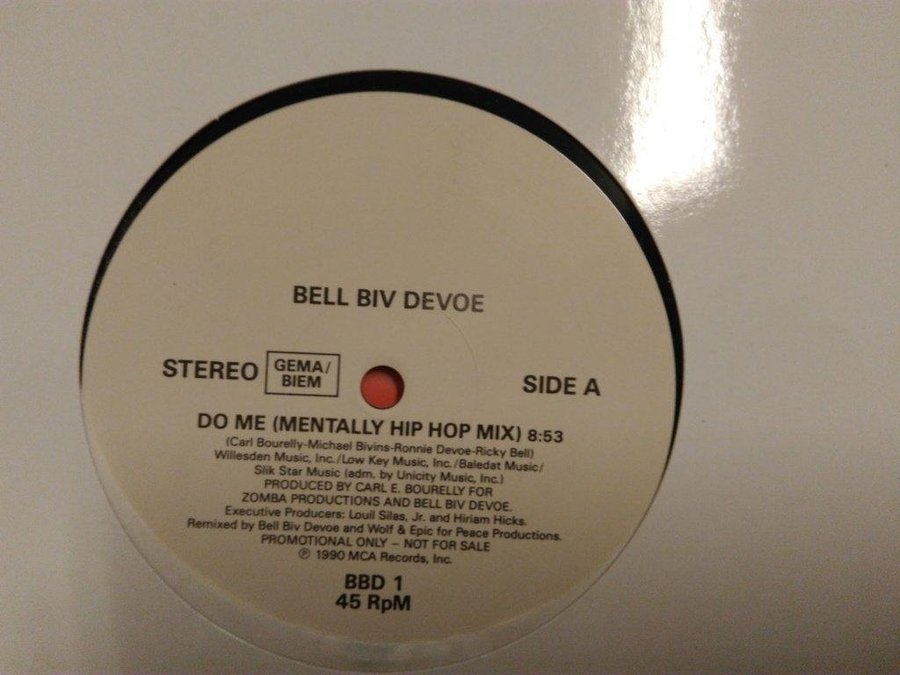 BELL BIV DEVOE
STEREO GEMA/ BIEM SIDE A
DO ME (MENTALLY HIP HOP MIX) 8:53
(Carl Bourelly-Michael Bivins-Ronnie Devoe-Ricky Bell)
Willesden Music, Inc./Low Key Music, Inc./Baledat Music/
Slik Star Music (adm. by Unicity Music, Inc.)
PRODUCED BY CARL E. BOURELLY FOR
ZOMBA PRODUCTIONS AND BELL BIV DEVOE.
Executive Producers: Louil Silas, Jr. and Hiriam Hicks.
Remixed by Bell Biv Devoe and Wolf & Epic for Peace Productions.
PROMOTIONAL ONLY – NOT FOR SALE
℗ 1990 MCA Records, Inc.
BBD 1
45 RpM